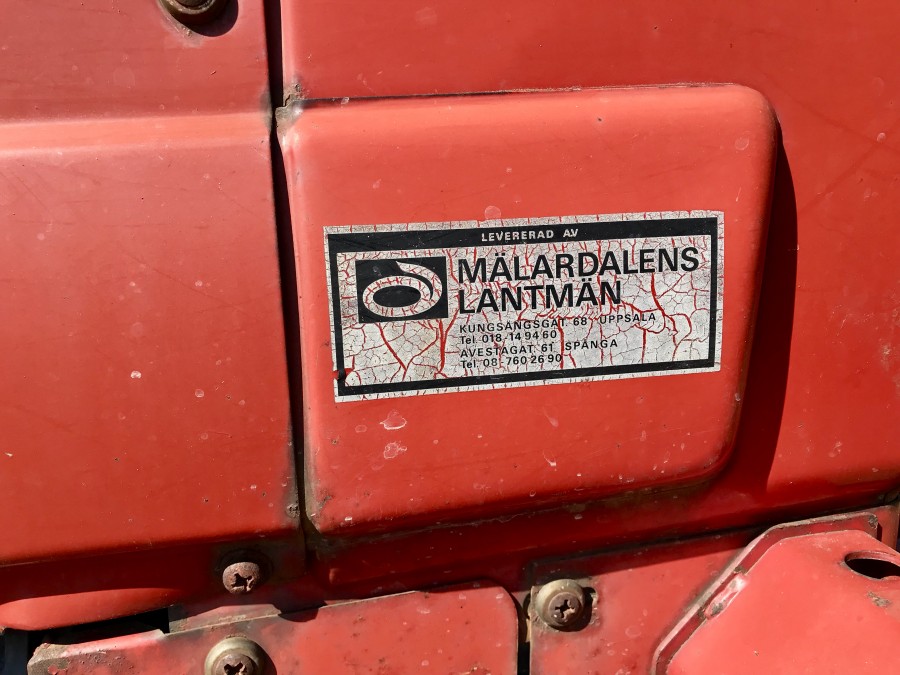 LEVERERAD AV
MÄLARDALENS
LANTMÄN
KUNGSÄNGSGAT. 68, UPPSALA
Tel. 018-14 94 60
AVESTAGAT. 61 SPÅNGA
Tel. 08-760 26 90